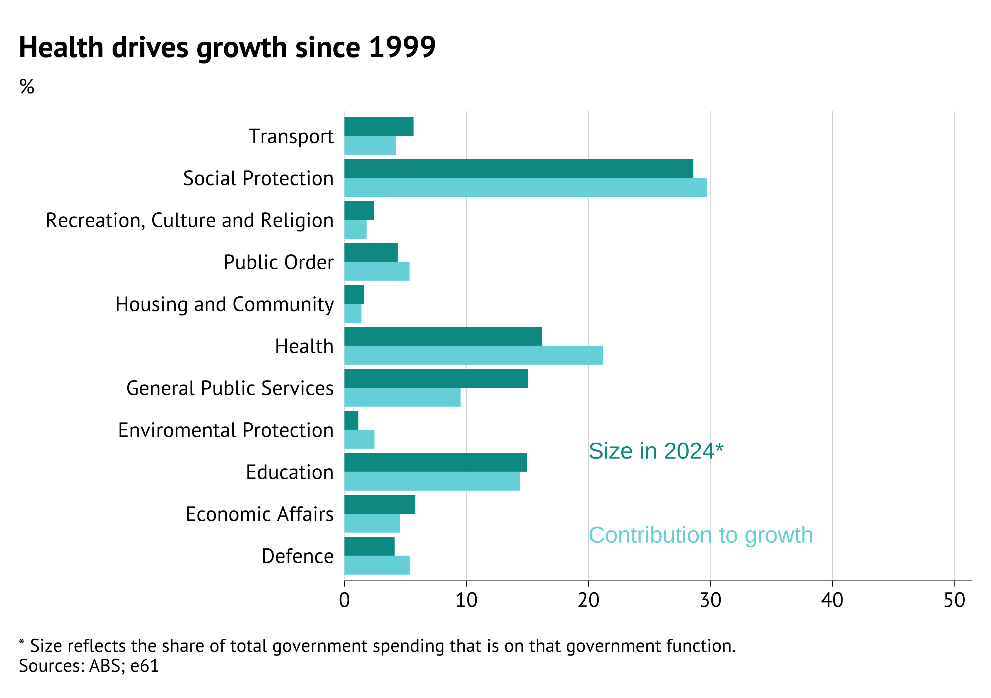 Health drives growth since 1999
%
Transport
Social Protection
Recreation, Culture and Religion
Public Order
Housing and Community
Health
General Public Services
Enviromental Protection
Education
Economic Affairs
Defence
Size in 2024*
Contribution to growth
0 10 20 30 40 50
* Size reflects the share of total government spending that is on that government function.
Sources: ABS; e61